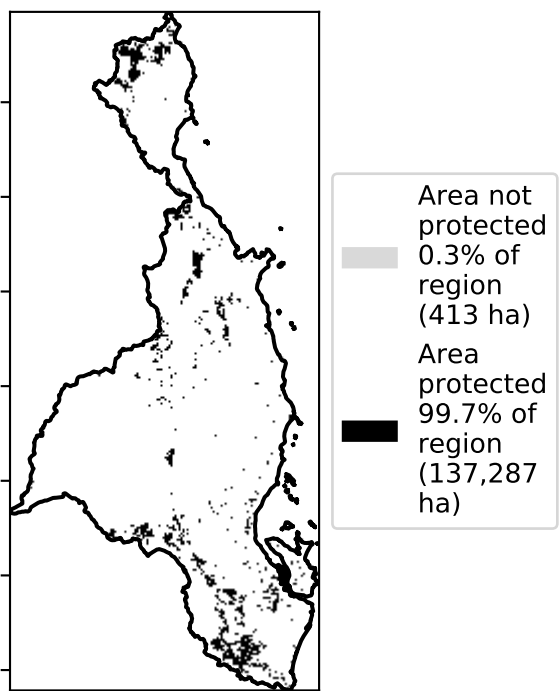 Area not
protected
0.3% of
region
(413 ha)
Area
protected
99.7% of
region
(137,287
ha)